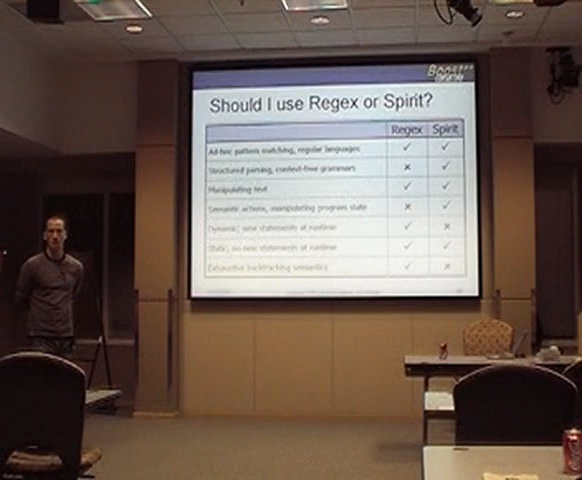 Boost
Should I use Regex or Spirit?
Regex Spirit
Ad-hoc pattern matching, regular languages ✓ ✓
Structured parsing, context-free grammars × ✓
Manipulating text ✓ ✓
Semantic actions, manipulating program state × ✓
Dynamic; new statements at runtime ✓ ×
Static; no new statements at runtime ✓ ✓
Exhaustive backtracking semantics ✓ ×